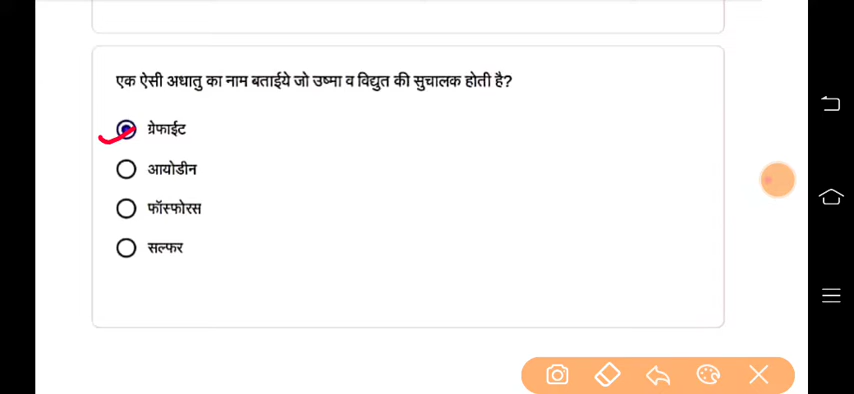 एक ऐसी अधातु का नाम बताईये जो उष्मा व विद्युत की सुचालक होती है?
ग्रेफाईट
आयोडीन
फॉस्फोरस
सल्फर